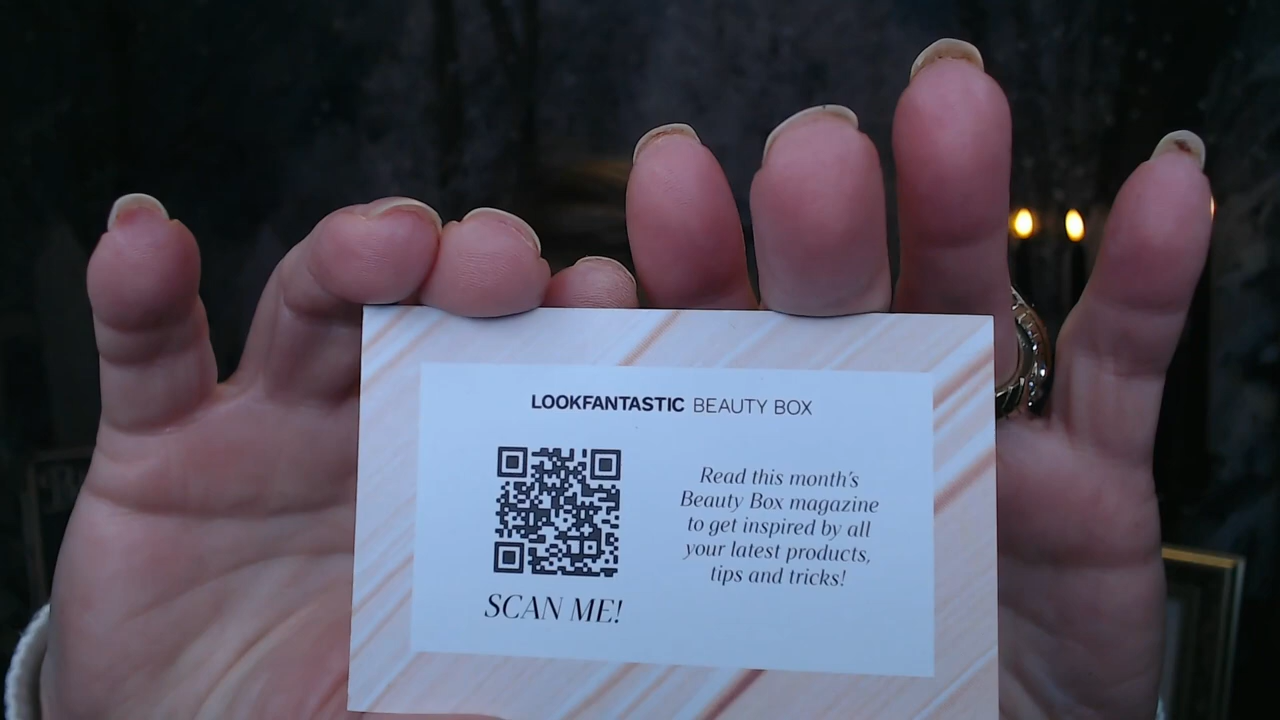 LOOKFANTASTIC BEAUTY BOX
Read this month's
Beauty Box magazine
to get inspired by all
your latest products,
tips and tricks!
SCAN ME!